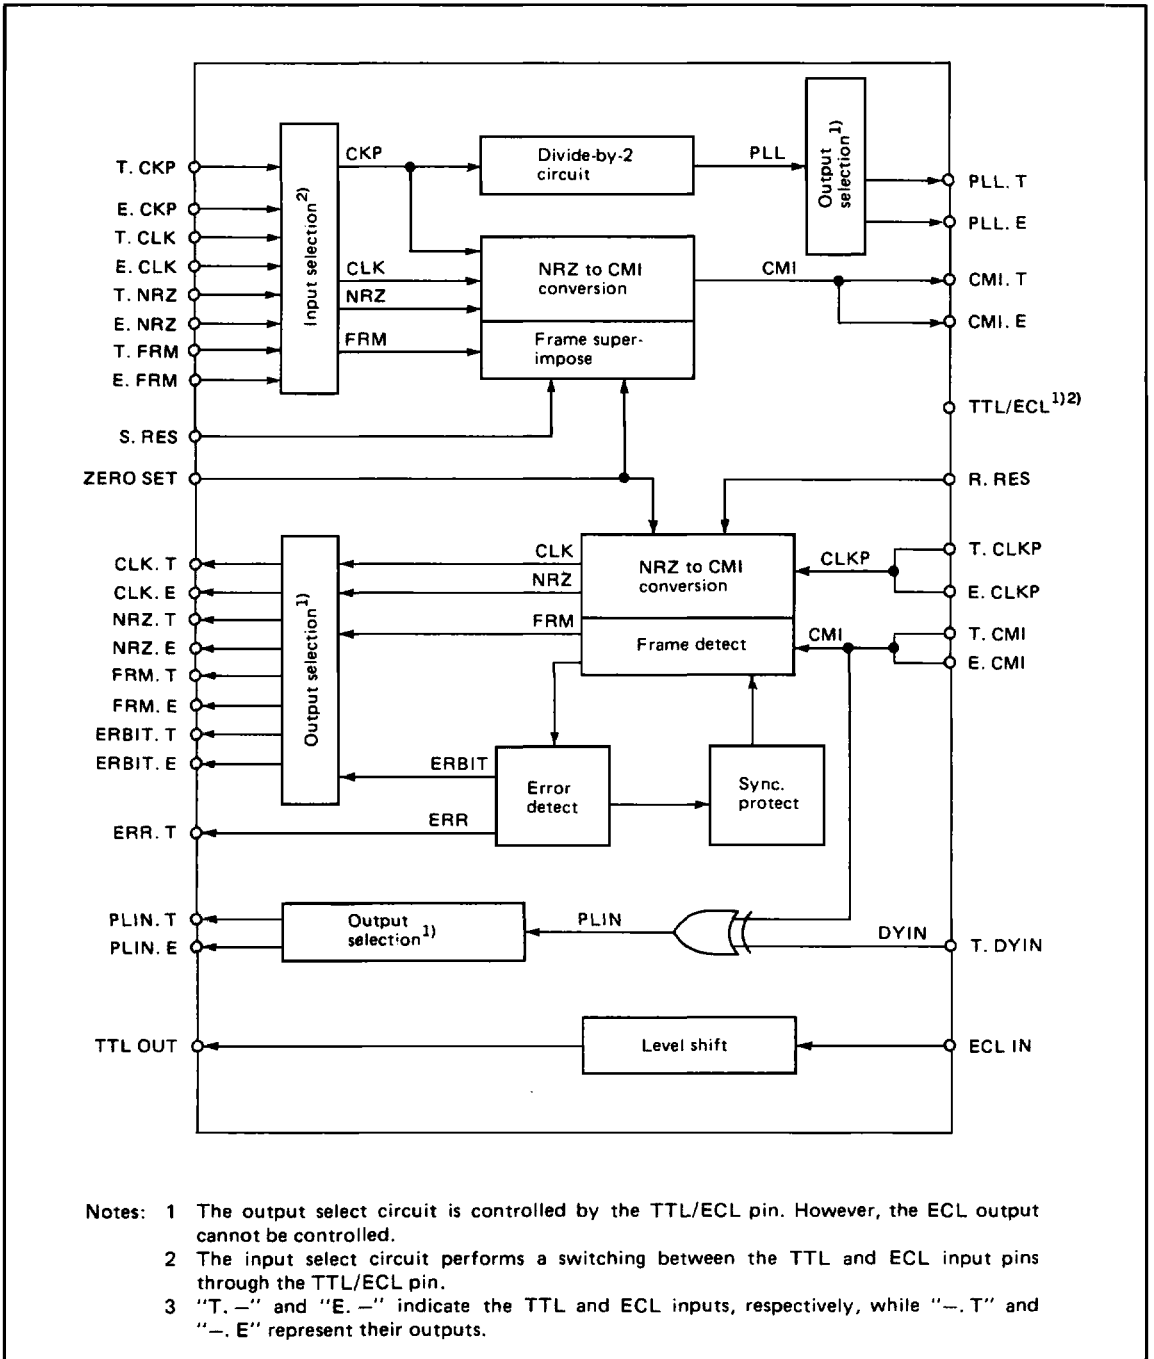 T. CKP
E. CKP
T. CLK
E. CLK
T. NRZ
E. NRZ
T. FRM
E. FRM
S. RES
ZERO SET
Input selection2)
CKP
CLK
NRZ
FRM
Divide-by-2
circuit
PLL
Output
selection1)
PLL. T
PLL. E
NRZ to CMI
conversion
Frame super-
impose
CMI
CMI. T
CMI. E
TTL/ECL1)2)
R. RES
CLK. T
CLK. E
NRZ. T
NRZ. E
FRM. T
FRM. E
ERBIT. T
ERBIT. E
ERR. T
Output selection1)
CLK
NRZ
FRM
NRZ to CMI
conversion
Frame detect
CLKP
CMI
T. CLKP
E. CLKP
T. CMI
E. CMI
ERBIT
ERR
Error
detect
Sync.
protect
PLIN. T
PLIN. E
Output
selection1)
PLIN
DYIN
T. DYIN
TTL OUT
Level shift
ECL IN
Notes: 1 The output select circuit is controlled by the TTL/ECL pin. However, the ECL output
cannot be controlled.
2 The input select circuit performs a switching between the TTL and ECL input pins
through the TTL/ECL pin.
3 "T. —" and "E. —" indicate the TTL and ECL inputs, respectively, while "—. T" and
"—. E" represent their outputs.